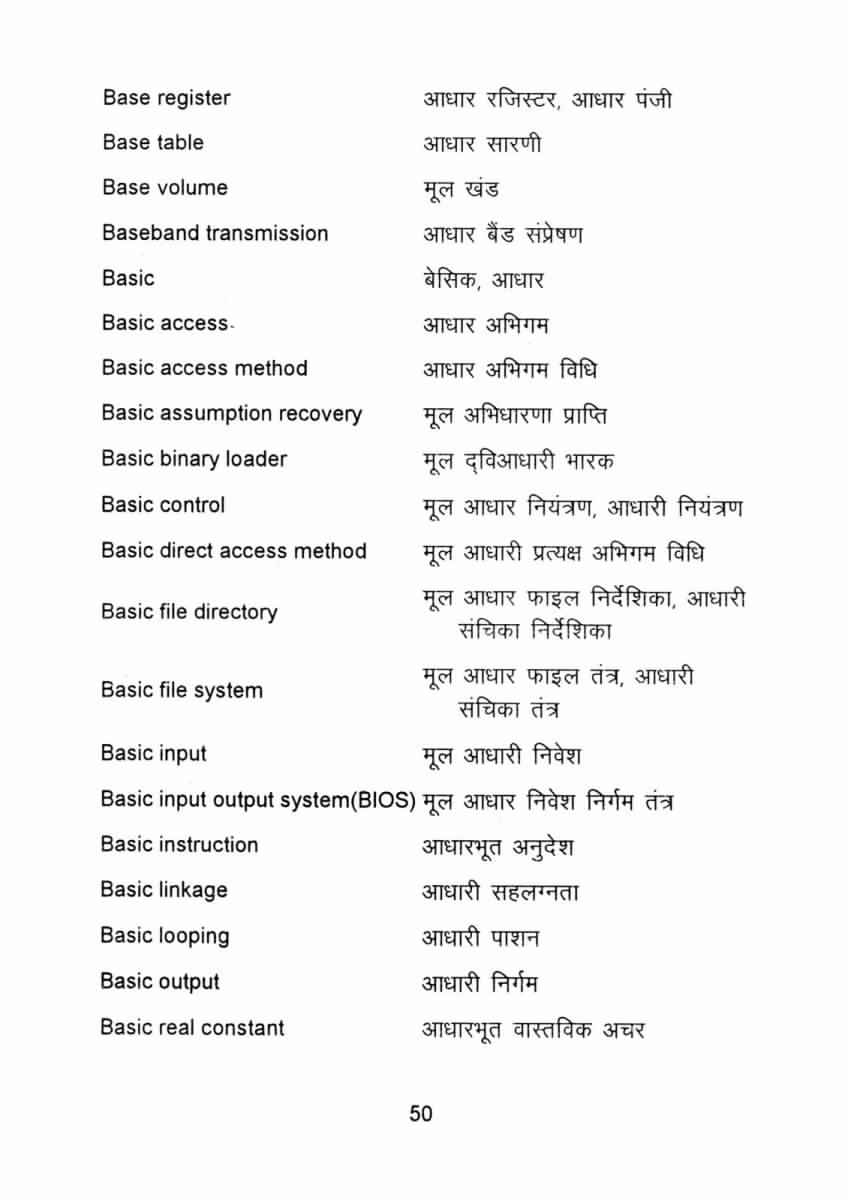 Base register आधार रजिस्टर, आधार पंजी
Base table आधार सारणी
Base volume मूल खंड
Baseband transmission आधार बैंड संप्रेषण
Basic बेसिक, आधार
Basic access आधार अभिगम
Basic access method आधार अभिगम विधि
Basic assumption recovery मूल अभिधारणा प्राप्ति
Basic binary loader मूल द्विआधारी भारक
Basic control मूल आधार नियंत्रण, आधारी नियंत्रण
Basic direct access method मूल आधारी प्रत्यक्ष अभिगम विधि
Basic file directory मूल आधार फाइल निर्देशिका, आधारी
संचिका निर्देशिका
Basic file system मूल आधार फाइल तंत्र, आधारी
संचिका तंत्र
Basic input मूल आधारी निवेश
Basic input output system(BIOS) मूल आधार निवेश निर्गम तंत्र
Basic instruction आधारभूत अनुदेश
Basic linkage आधारी सहलग्नता
Basic looping आधारी पाशन
Basic output आधारी निर्गम
Basic real constant आधारभूत वास्तविक अचर
50